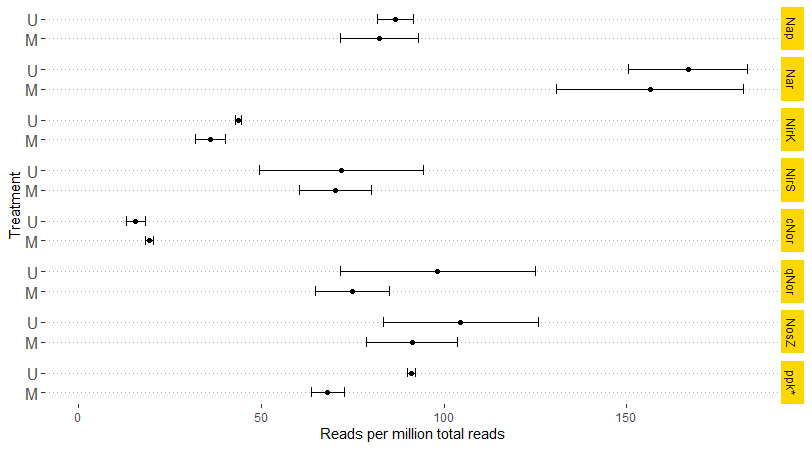 U
M
Nap
U
M
Nar
U
M
NirK
U
M
NirS
Treatment
U
M
cNor
U
M
qNor
U
M
NosZ
U
M
ppk*
0 50 100 150
Reads per million total reads